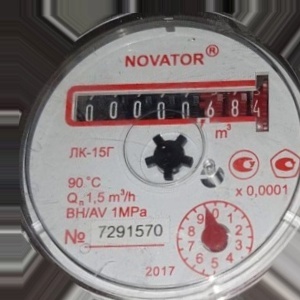 NOVATOR®
00000684
m³
ЛК-15Г
90 °C
Qn 1,5 m³/h
BH/AV 1MPa
x 0,0001
№ 7291570
0 1 2 3 4 5 6 7 8 9
2017